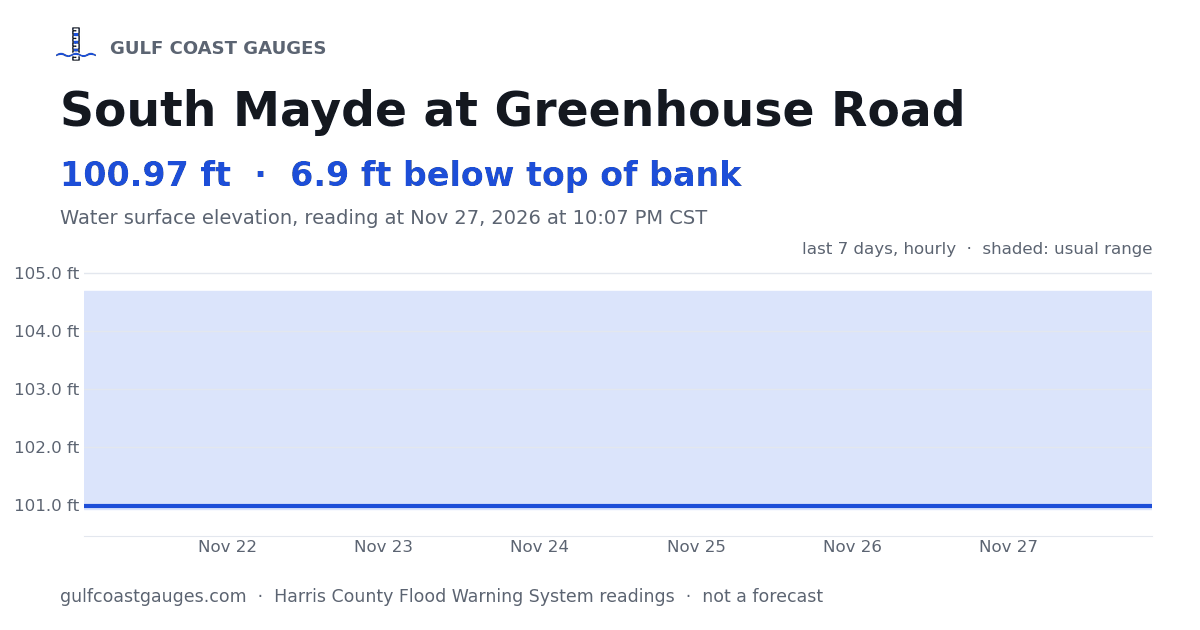 GULF COAST GAUGES
South Mayde at Greenhouse Road
100.97 ft · 6.9 ft below top of bank
Water surface elevation, reading at Nov 27, 2026 at 10:07 PM CST
last 7 days, hourly · shaded: usual range
105.0 ft
104.0 ft
103.0 ft
102.0 ft
101.0 ft
Nov 22 Nov 23 Nov 24 Nov 25 Nov 26 Nov 27
gulfcoastgauges.com · Harris County Flood Warning System readings · not a forecast